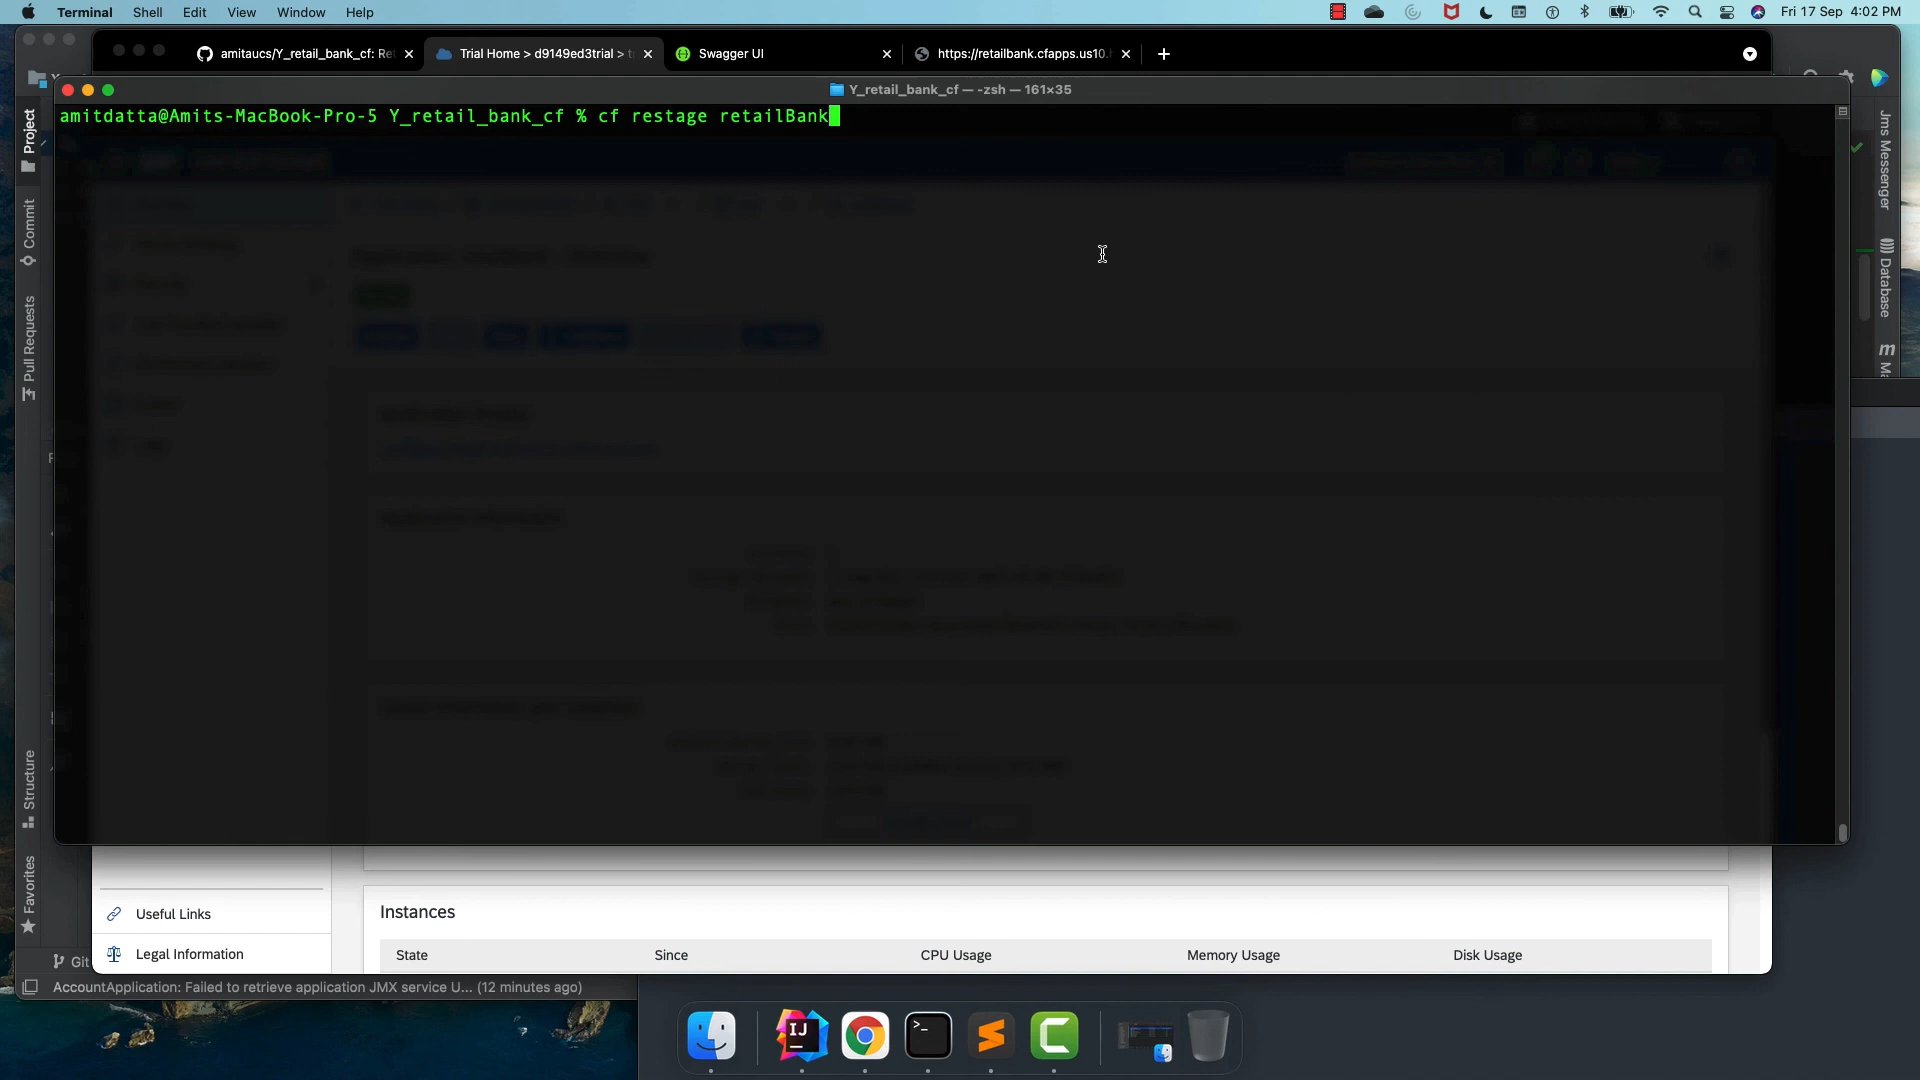 Terminal Shell Edit View Window Help
Fri 17 Sep 4:02 PM
amitaucs/Y_retail_bank_cf: Re
Trial Home > d9149ed3trial > t
Swagger UI
https://retailbank.cfapps.us10.
Y_retail_bank_cf — -zsh — 161×35
amitdatta@Amits-MacBook-Pro-5 Y_retail_bank_cf % cf restage retailBank
Project
Commit
Pull Requests
Structure
Favorites
Jms Messenger
Database
Useful Links
Legal Information
Instances
State Since CPU Usage Memory Usage Disk Usage
Git
AccountApplication: Failed to retrieve application JMX service U... (12 minutes ago)